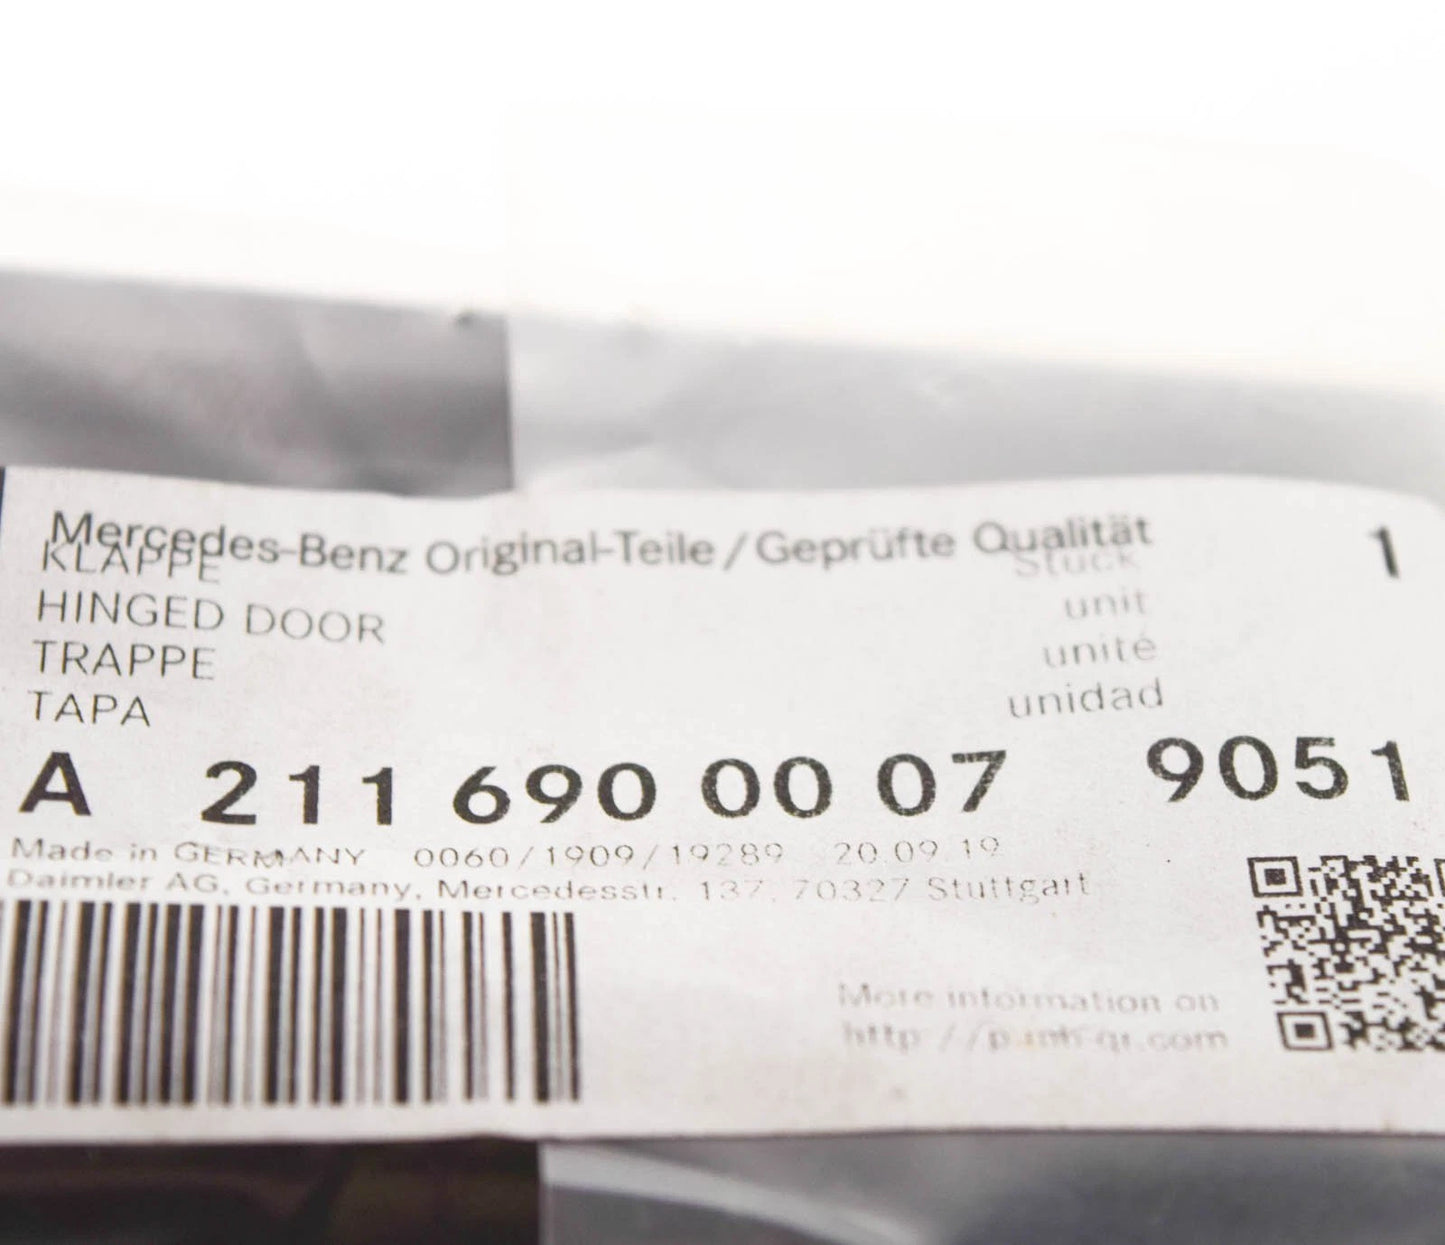 Mercedes-Benz Original-Teile/Geprüfte Qualität
KLAPPE Stück 1
HINGED DOOR unit
TRAPPE unité
TAPA unidad
A 211 690 00 07 9051
Made in GERMANY 0060/1909/19289 20.09.19
Daimler AG, Germany, Mercedesstr. 137, 70327 Stuttgart
More information on
http://